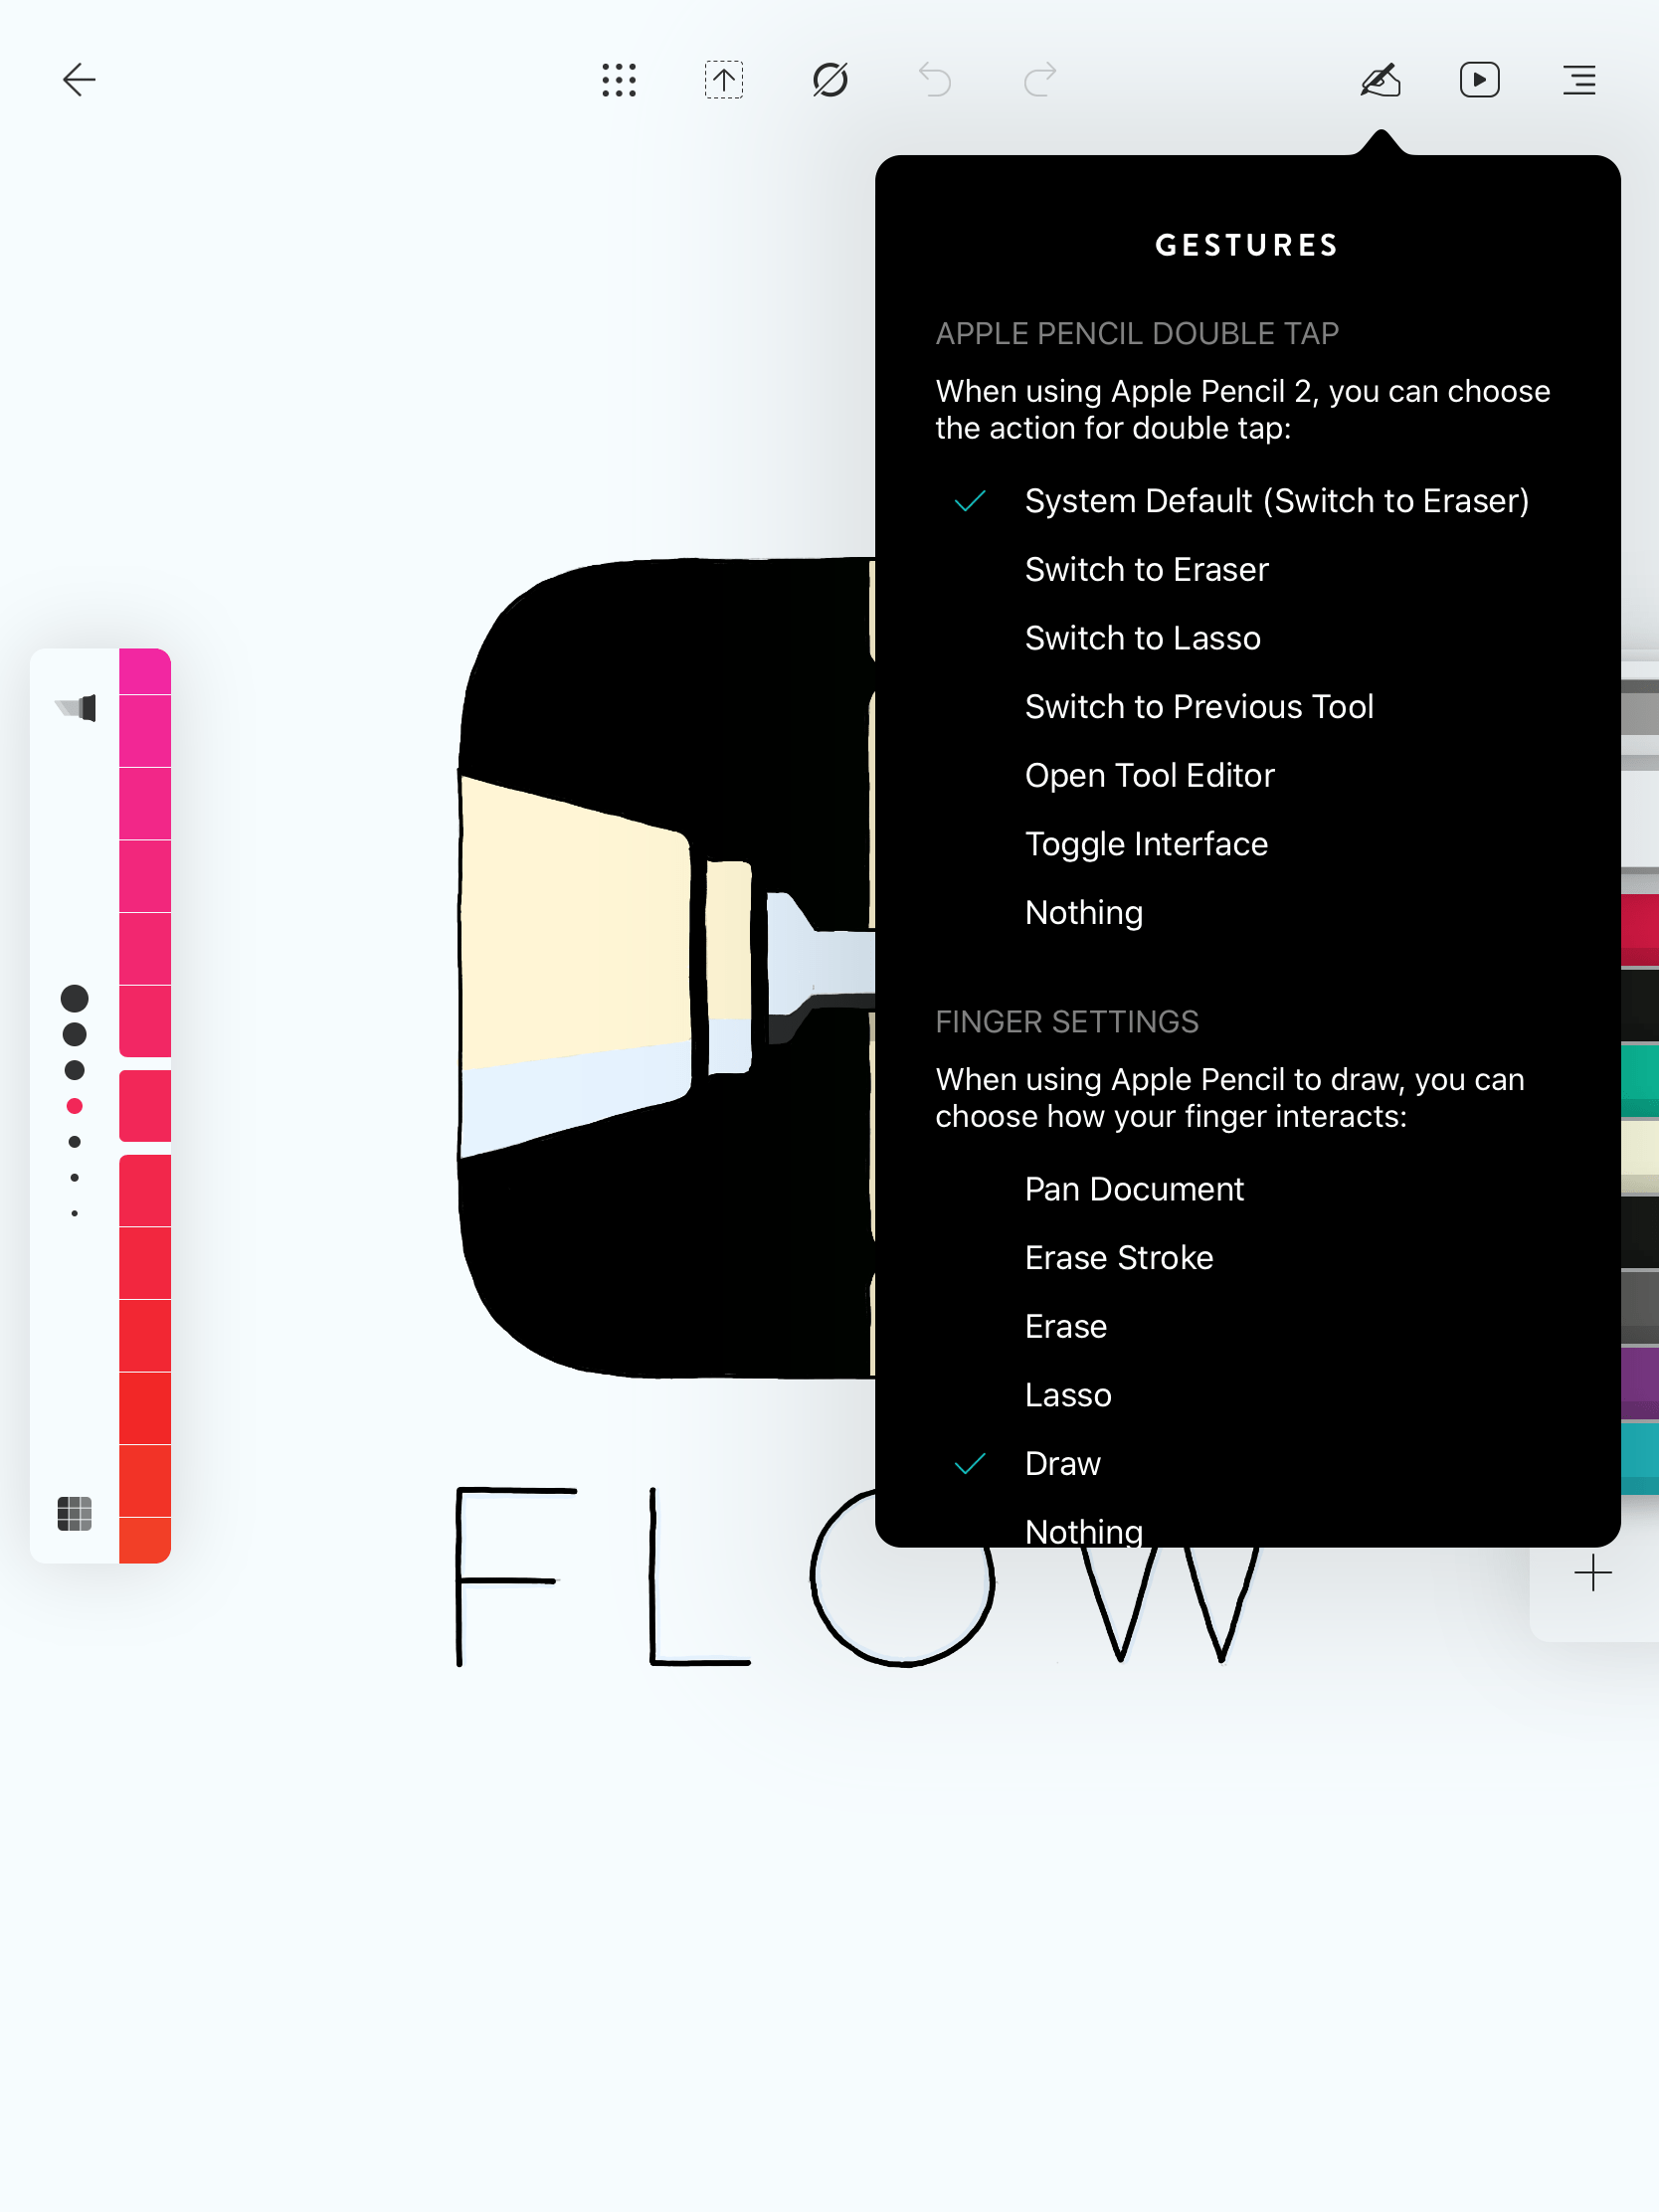 GESTURES
APPLE PENCIL DOUBLE TAP
When using Apple Pencil 2, you can choose
the action for double tap:
System Default (Switch to Eraser)
Switch to Eraser
Switch to Lasso
Switch to Previous Tool
Open Tool Editor
Toggle Interface
Nothing
FINGER SETTINGS
When using Apple Pencil to draw, you can
choose how your finger interacts:
Pan Document
Erase Stroke
Erase
Lasso
Draw
Nothing
FLOW